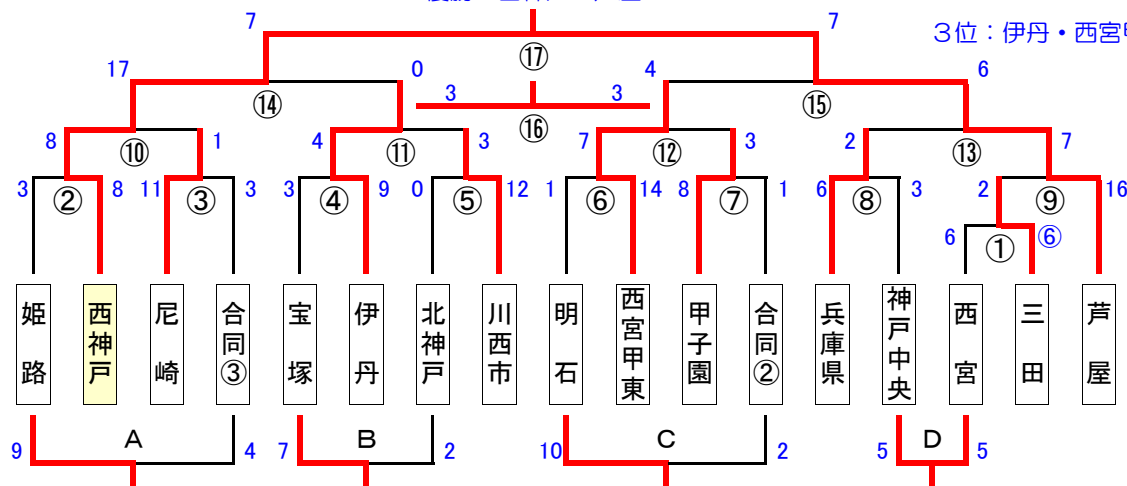 7 7
3位：伊丹・西宮
⑰
17 0 4 6
⑭ 3 3 ⑮
⑯
8 1 4 3 7 3 2 7
⑩ ⑪ ⑫ ⑬
3 8 11 3 3 9 0 12 1 14 8 1 6 3 2 16
② ③ ④ ⑤ ⑥ ⑦ ⑧ ⑨
6 ① ⑥
姫路 西神戸 尼崎 合同③ 宝塚 伊丹 北神戸 川西市 明石 西宮甲東 甲子園 合同② 兵庫県 神戸中央 西宮 三田 芦屋
A B C D
9 4 7 2 10 2 5 5